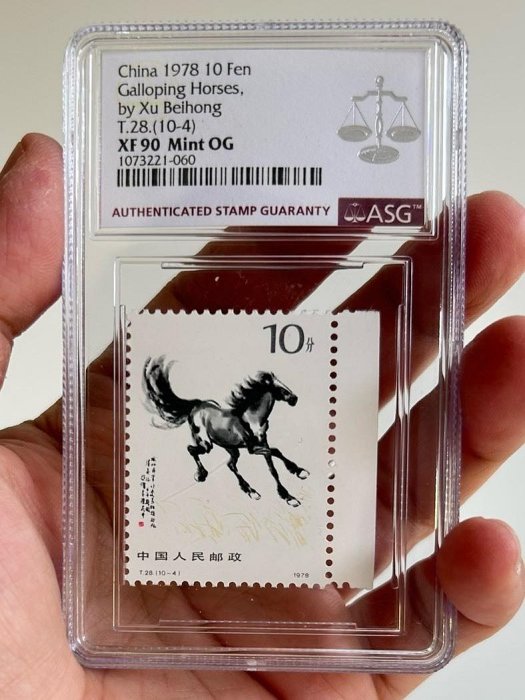 China 1978 10 Fen
Galloping Horses,
by Xu Beihong
T.28.(10-4)
XF 90 Mint OG
1073221-060
AUTHENTICATED STAMP GUARANTY ASG™
10分
中国人民邮政
T.28.(10-4) 1978